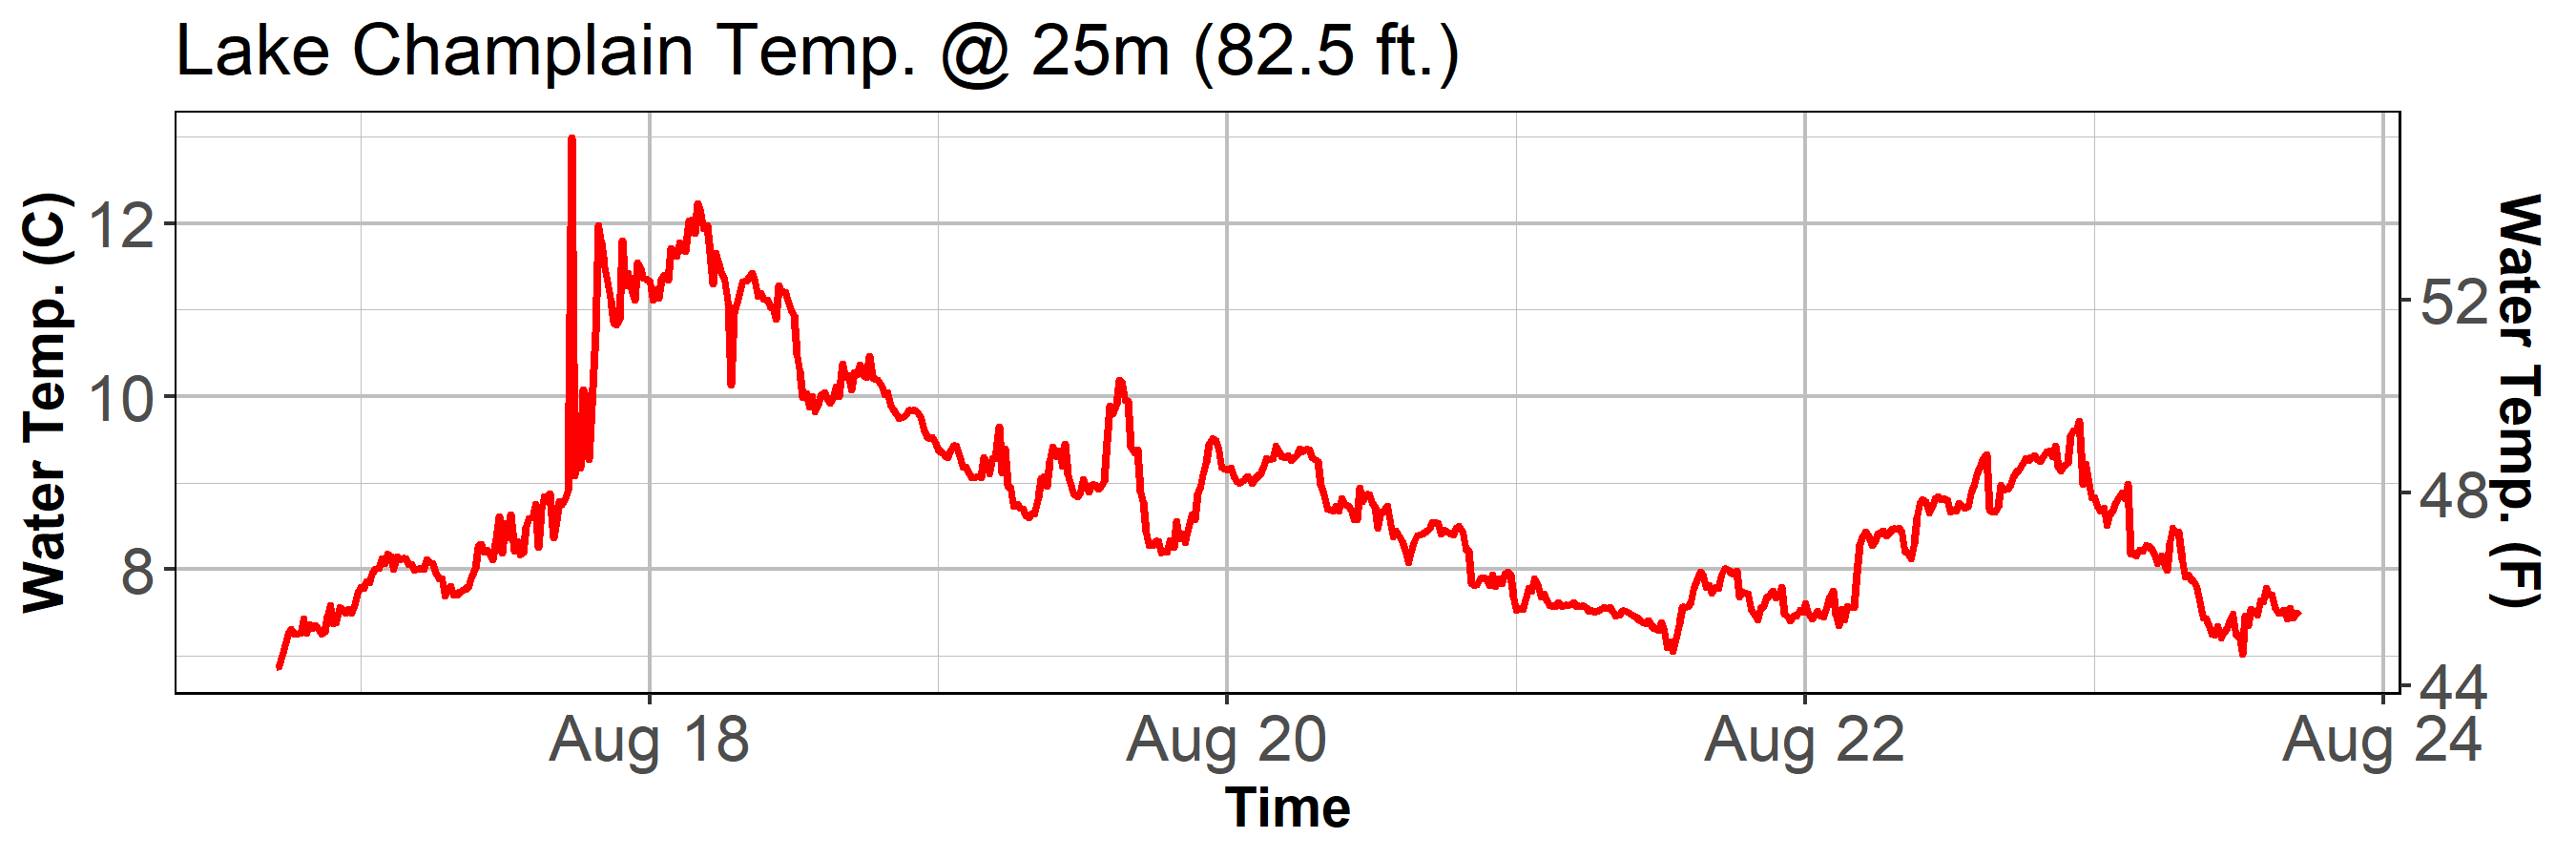 Lake Champlain Temp. @ 25m (82.5 ft.)
Water Temp. (C)
12
10
8
52
48
44
Water Temp. (F)
Aug 18 Aug 20 Aug 22 Aug 24
Time